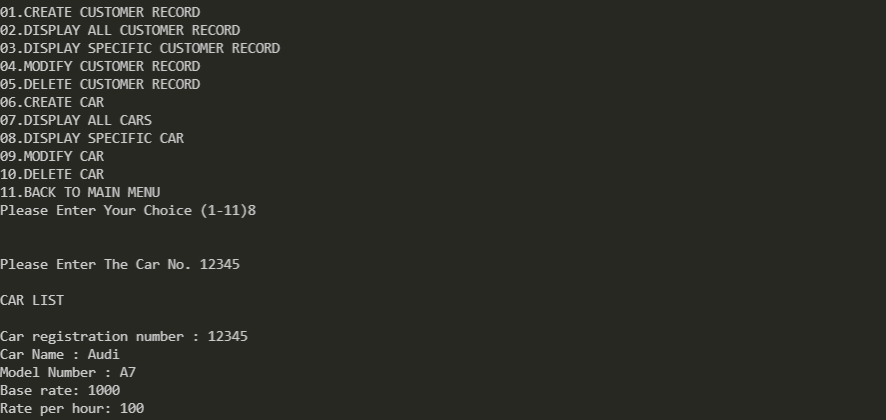 01.CREATE CUSTOMER RECORD
02.DISPLAY ALL CUSTOMER RECORD
03.DISPLAY SPECIFIC CUSTOMER RECORD
04.MODIFY CUSTOMER RECORD
05.DELETE CUSTOMER RECORD
06.CREATE CAR
07.DISPLAY ALL CARS
08.DISPLAY SPECIFIC CAR
09.MODIFY CAR
10.DELETE CAR
11.BACK TO MAIN MENU
Please Enter Your Choice (1-11)8
Please Enter The Car No. 12345
CAR LIST
Car registration number : 12345
Car Name : Audi
Model Number : A7
Base rate: 1000
Rate per hour: 100